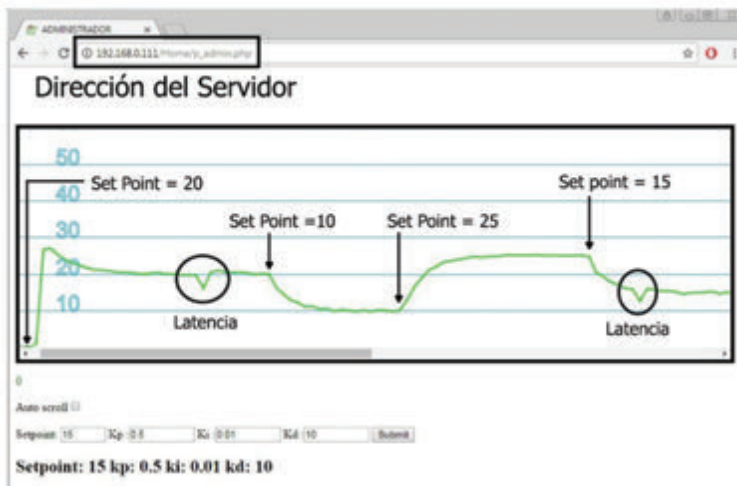 ADMINISTRADOR
192.168.0.111/Home/p_admin.php
Dirección del Servidor
50
Set Point = 20
Set point = 15
40
Set Point =10
Set Point = 25
30
20
10
Latencia
Latencia
0
Auto scroll
Setpoint: 15 Kp: 0.5 Ki: 0.01 Kd: 10 Submit
Setpoint: 15 kp: 0.5 ki: 0.01 kd: 10